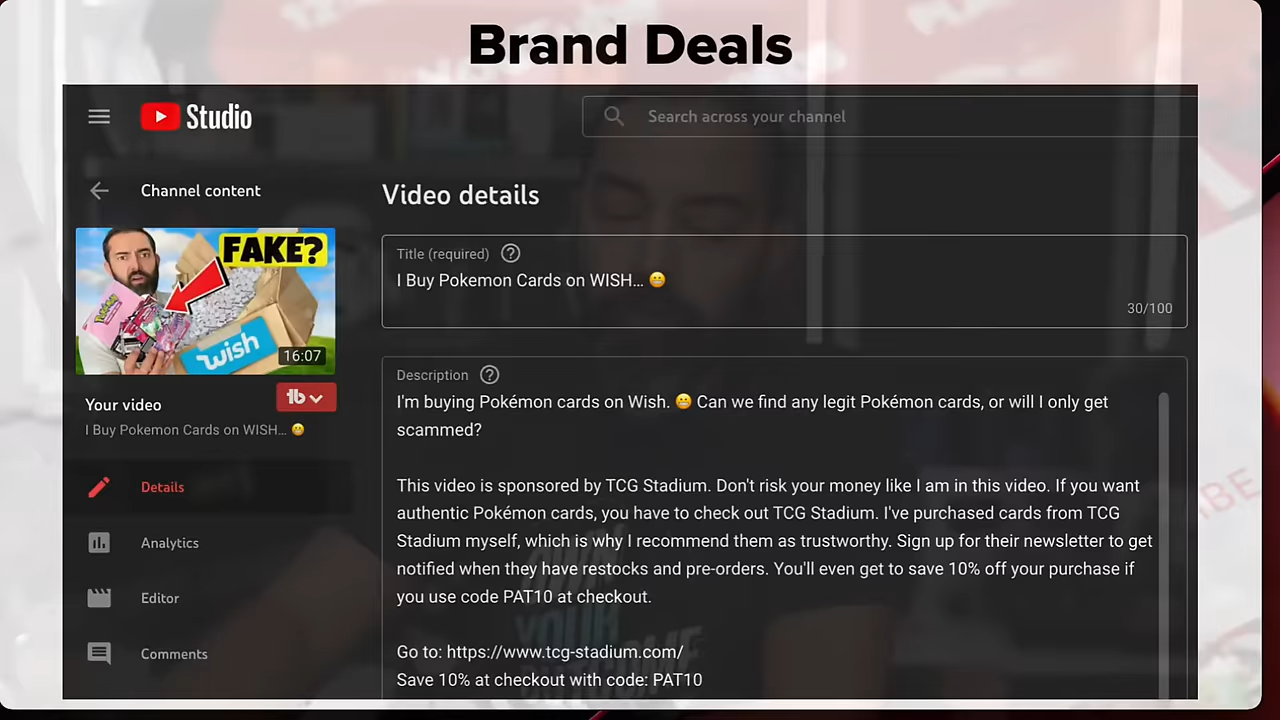 Brand Deals
Studio
Search across your channel
Channel content
Video details
FAKE?
wish
16:07
Title (required)
I Buy Pokemon Cards on WISH... 😬
30/100
Your video
I Buy Pokemon Cards on WISH... 😬
Description
I'm buying Pokémon cards on Wish. 😬 Can we find any legit Pokémon cards, or will I only get
scammed?
This video is sponsored by TCG Stadium. Don't risk your money like I am in this video. If you want
authentic Pokémon cards, you have to check out TCG Stadium. I've purchased cards from TCG
Stadium myself, which is why I recommend them as trustworthy. Sign up for their newsletter to get
notified when they have restocks and pre-orders. You'll even get to save 10% off your purchase if
you use code PAT10 at checkout.
Go to: https://www.tcg-stadium.com/
Save 10% at checkout with code: PAT10
Details
Analytics
Editor
Comments
YOUR
OUTCOME